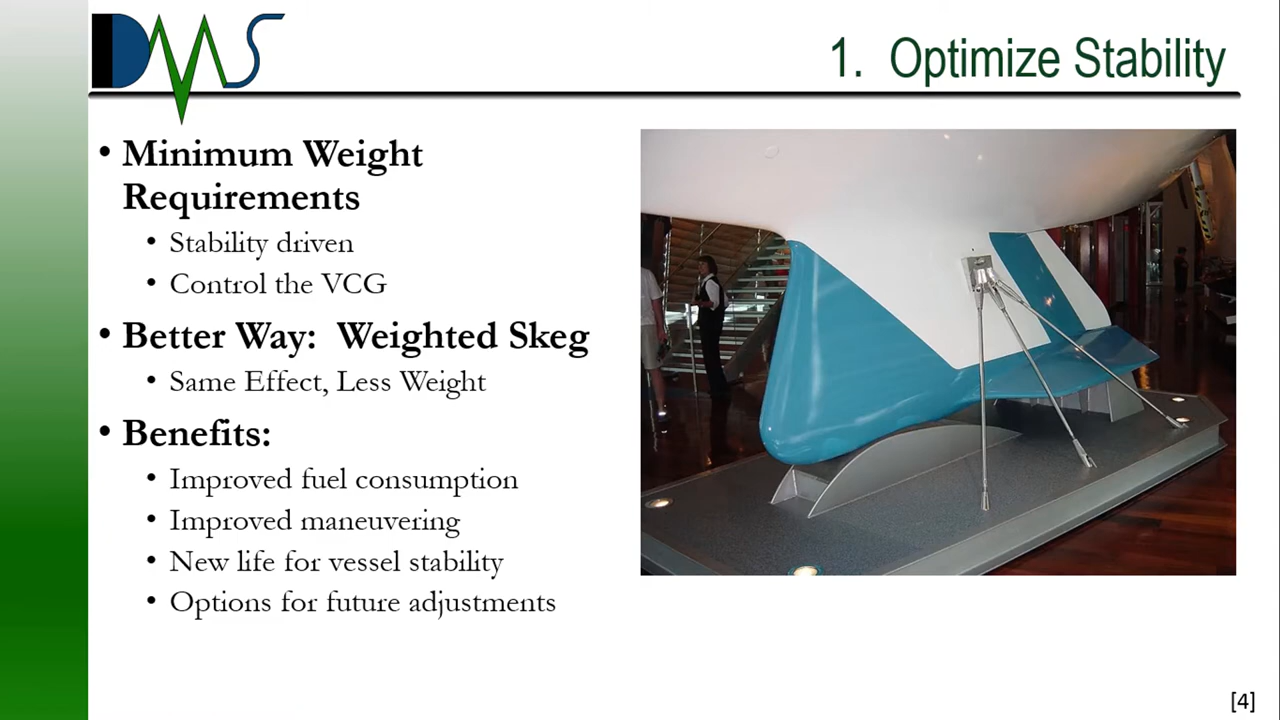 DMS
1. Optimize Stability
• Minimum Weight
Requirements
• Stability driven
• Control the VCG
• Better Way: Weighted Skeg
• Same Effect, Less Weight
• Benefits:
• Improved fuel consumption
• Improved maneuvering
• New life for vessel stability
• Options for future adjustments
[4]